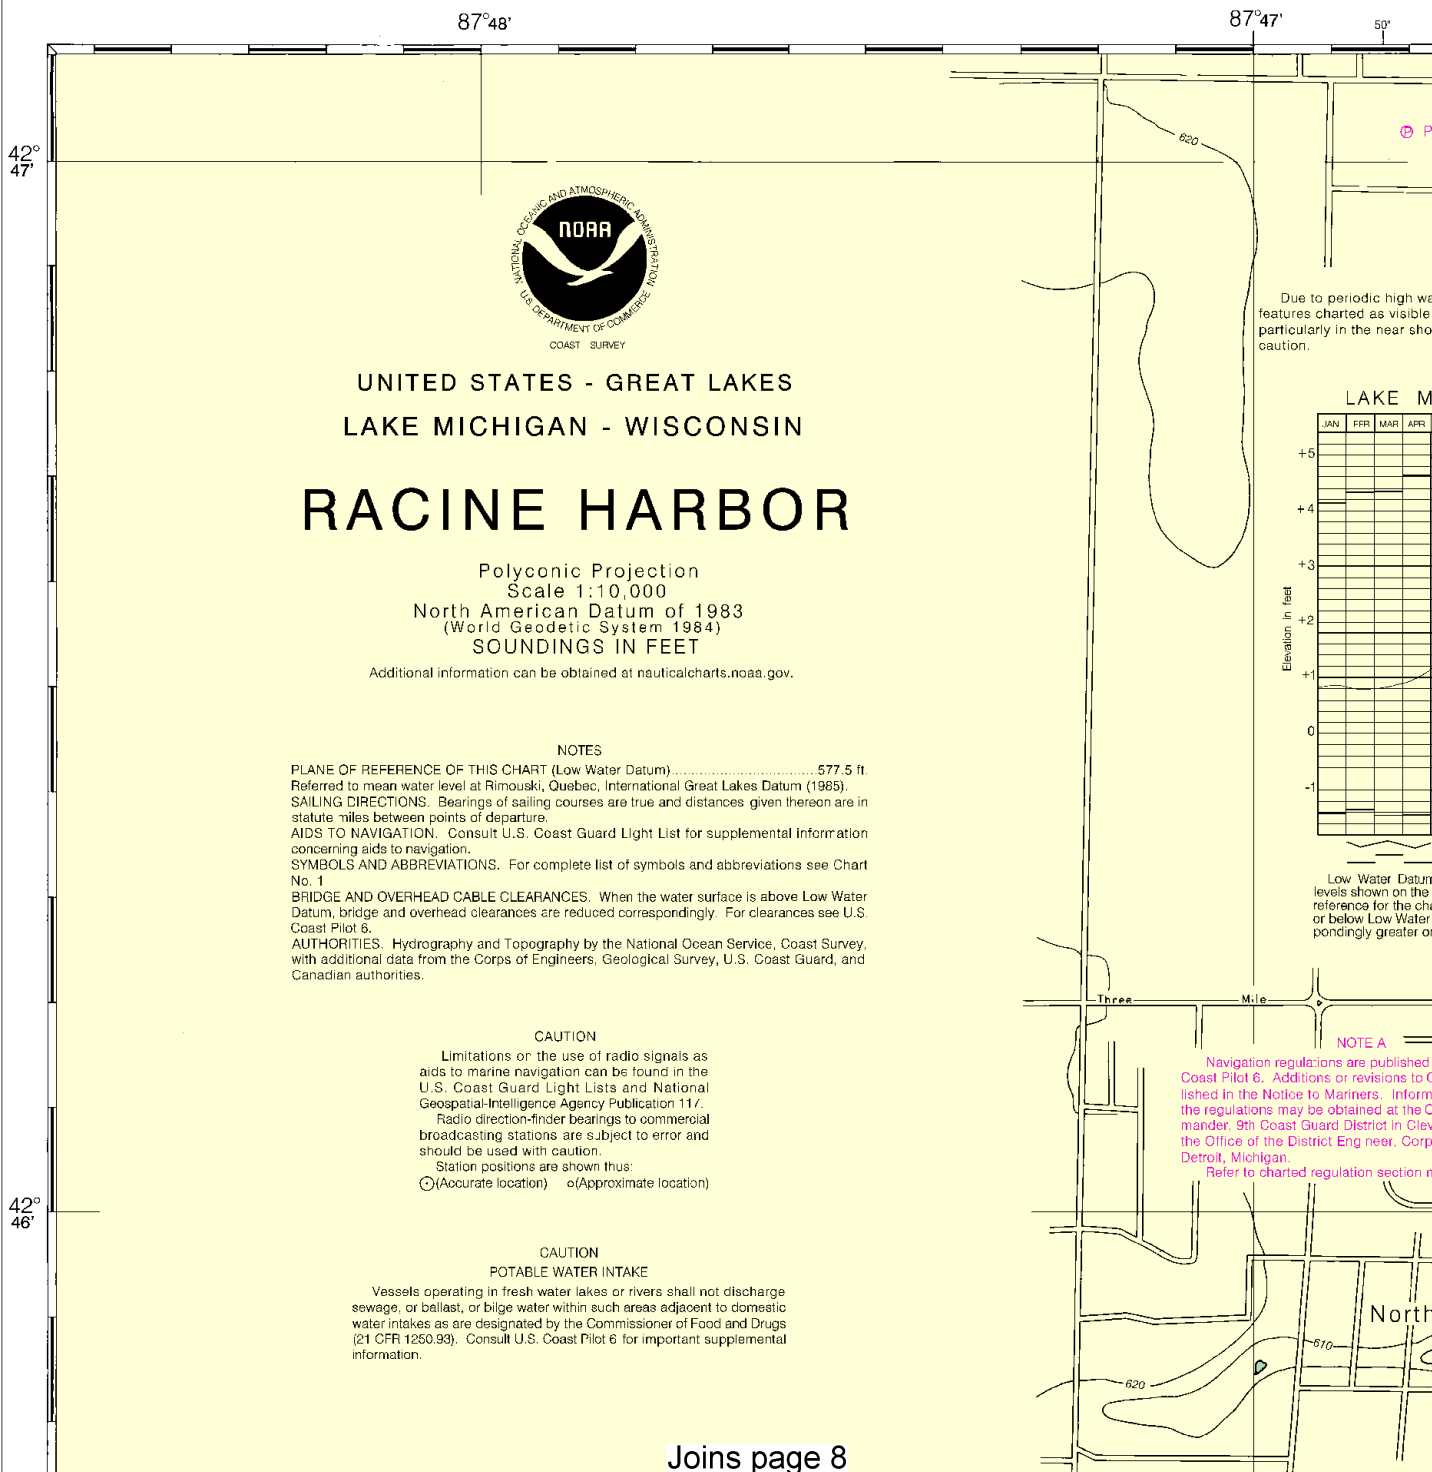 87°48'
87°47'
50"
42°
47'
620
P
NATIONAL OCEANIC AND ATMOSPHERIC ADMINISTRATION
NOAA
U.S. DEPARTMENT OF COMMERCE
COAST SURVEY
UNITED STATES - GREAT LAKES
LAKE MICHIGAN - WISCONSIN
RACINE HARBOR
Polyconic Projection
Scale 1:10,000
North American Datum of 1983
(World Geodetic System 1984)
SOUNDINGS IN FEET
Additional information can be obtained at nauticalcharts.noaa.gov.
NOTES
PLANE OF REFERENCE OF THIS CHART (Low Water Datum)....................................577.5 ft.
Referred to mean water level at Rimouski, Quebec, International Great Lakes Datum (1985).
SAILING DIRECTIONS. Bearings of sailing courses are true and distances given thereon are in
statute miles between points of departure.
AIDS TO NAVIGATION. Consult U.S. Coast Guard Light List for supplemental information
concerning aids to navigation.
SYMBOLS AND ABBREVIATIONS. For complete list of symbols and abbreviations see Chart
No. 1
BRIDGE AND OVERHEAD CABLE CLEARANCES. When the water surface is above Low Water
Datum, bridge and overhead clearances are reduced correspondingly. For clearances see U.S.
Coast Pilot 6.
AUTHORITIES. Hydrography and Topography by the National Ocean Service, Coast Survey,
with additional data from the Corps of Engineers, Geological Survey, U.S. Coast Guard, and
Canadian authorities.
CAUTION
Limitations on the use of radio signals as
aids to marine navigation can be found in the
U.S. Coast Guard Light Lists and National
Geospatial-Intelligence Agency Publication 117.
Radio direction-finder bearings to commercial
broadcasting stations are subject to error and
should be used with caution.
Station positions are shown thus:
(Accurate location) o(Approximate location)
CAUTION
POTABLE WATER INTAKE
Vessels operating in fresh water lakes or rivers shall not discharge
sewage, or ballast, or bilge water within such areas adjacent to domestic
water intakes as are designated by the Commissioner of Food and Drugs
(21 CFR 1250.93). Consult U.S. Coast Pilot 6 for important supplemental
information.
42°
46'
Due to periodic high wa
features charted as visible
particularly in the near sho
caution.
LAKE M
JAN FEB MAR APR
+5
+4
+3
+2
+1
0
-1
Elevation in feet
Low Water Datum
levels shown on the
reference for the cha
or below Low Water
pondingly greater or
Three Mile
NOTE A
Navigation regulations are published
Coast Pilot 6. Additions or revisions to C
lished in the Notice to Mariners. Inform
the regulations may be obtained at the O
mander, 9th Coast Guard District in Clev
the Office of the District Engineer, Corp
Detroit, Michigan.
Refer to charted regulation section n
North
610
620
Joins page 8